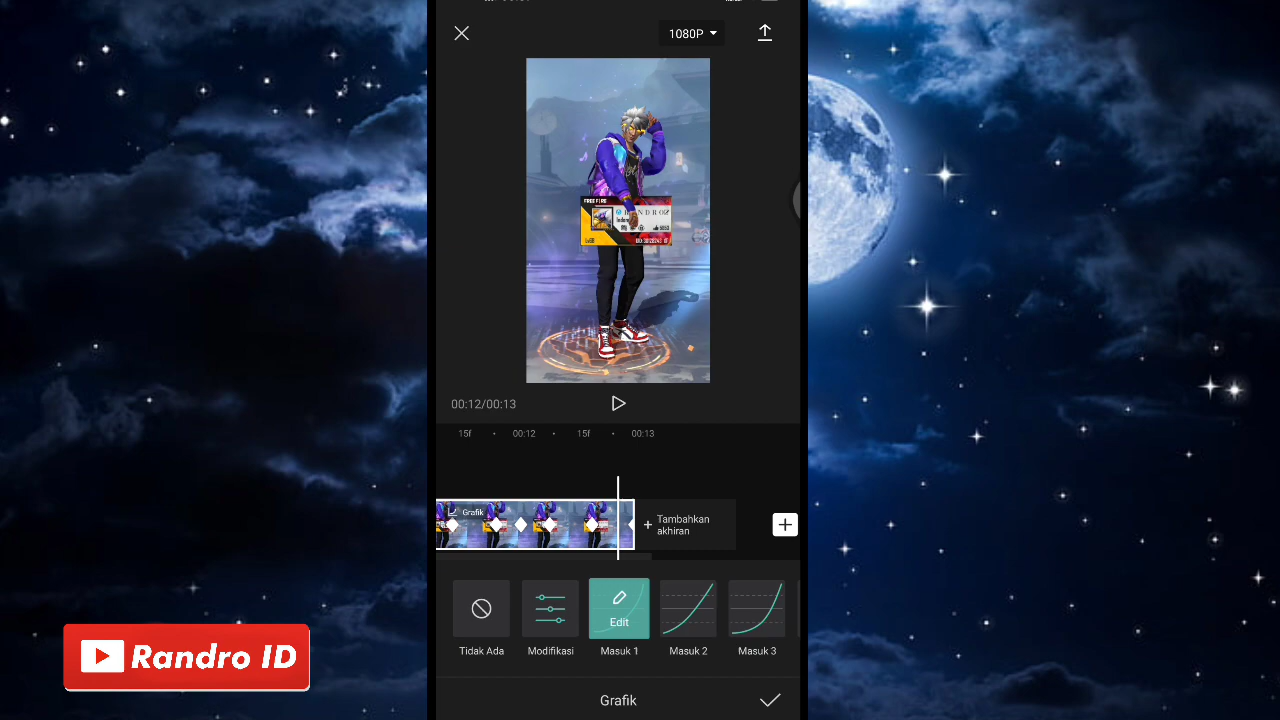 1080P
FREE FIRE
00:12/00:13
15f
00:12
15f
00:13
Grafik
Tambahkan
akhiran
Edit
Tidak Ada
Modifikasi
Masuk 1
Masuk 2
Masuk 3
Randro ID
Grafik